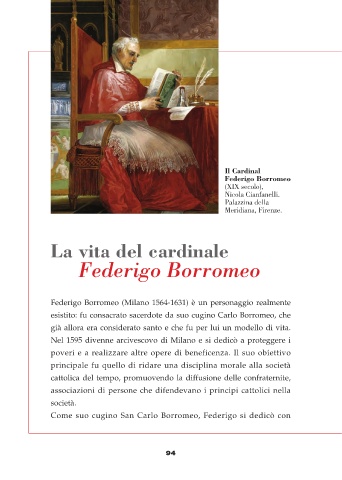 Il Cardinal
Federigo Borromeo
(XIX secolo),
Nicola Cianfanelli.
Palazzina della
Meridiana, Firenze.
La vita del cardinale
Federigo Borromeo
Federigo Borromeo (Milano 1564-1631) è un personaggio realmente
esistito: fu consacrato sacerdote da suo cugino Carlo Borromeo, che
già allora era considerato santo e che fu per lui un modello di vita.
Nel 1595 divenne arcivescovo di Milano e si dedicò a proteggere i
poveri e a realizzare altre opere di beneficenza. Il suo obiettivo
principale fu quello di ridare una disciplina morale alla società
cattolica del tempo, promuovendo la diffusione delle confraternite,
associazioni di persone che difendevano i principi cattolici nella
società.
Come suo cugino San Carlo Borromeo, Federigo si dedicò con
94